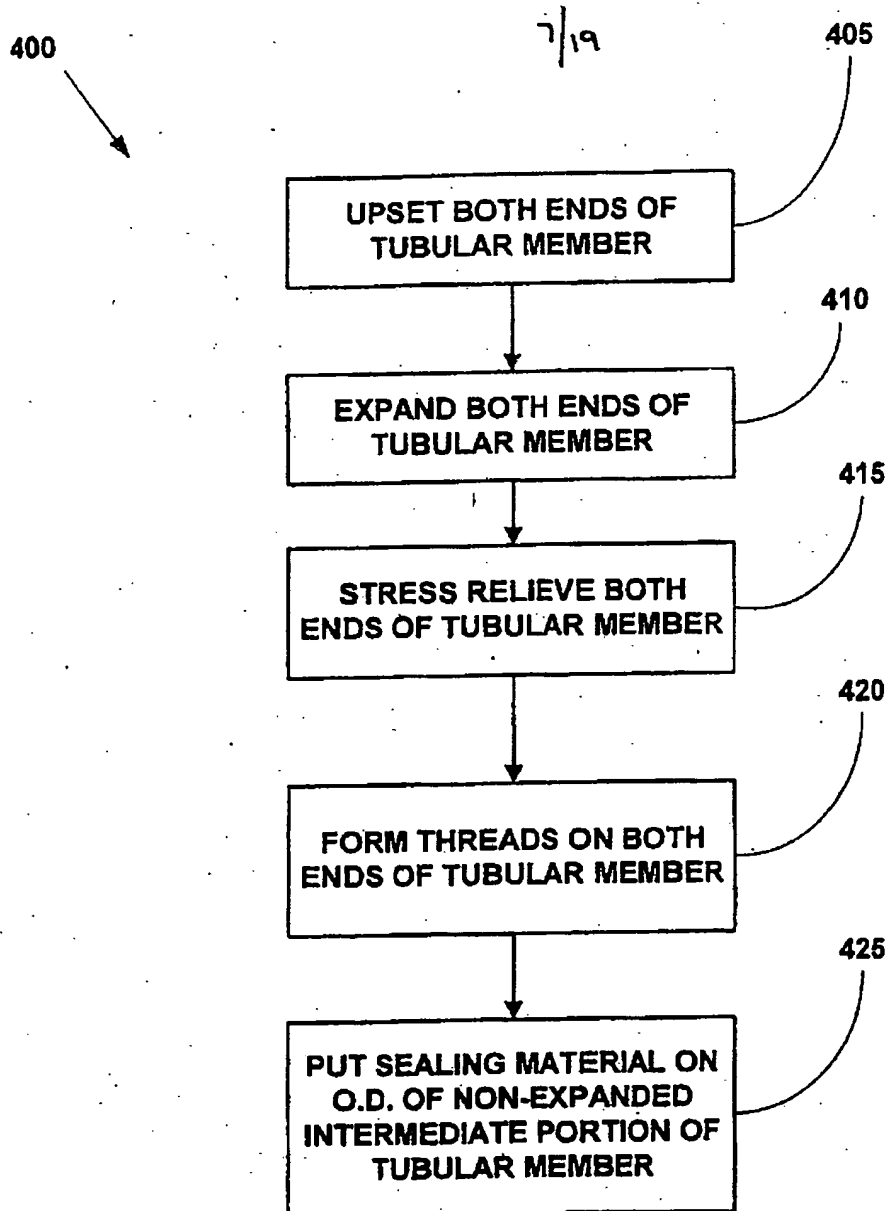 400
7/19
405
UPSET BOTH ENDS OF
TUBULAR MEMBER
410
EXPAND BOTH ENDS OF
TUBULAR MEMBER
415
STRESS RELIEVE BOTH
ENDS OF TUBULAR MEMBER
420
FORM THREADS ON BOTH
ENDS OF TUBULAR MEMBER
425
PUT SEALING MATERIAL ON
O.D. OF NON-EXPANDED
INTERMEDIATE PORTION OF
TUBULAR MEMBER